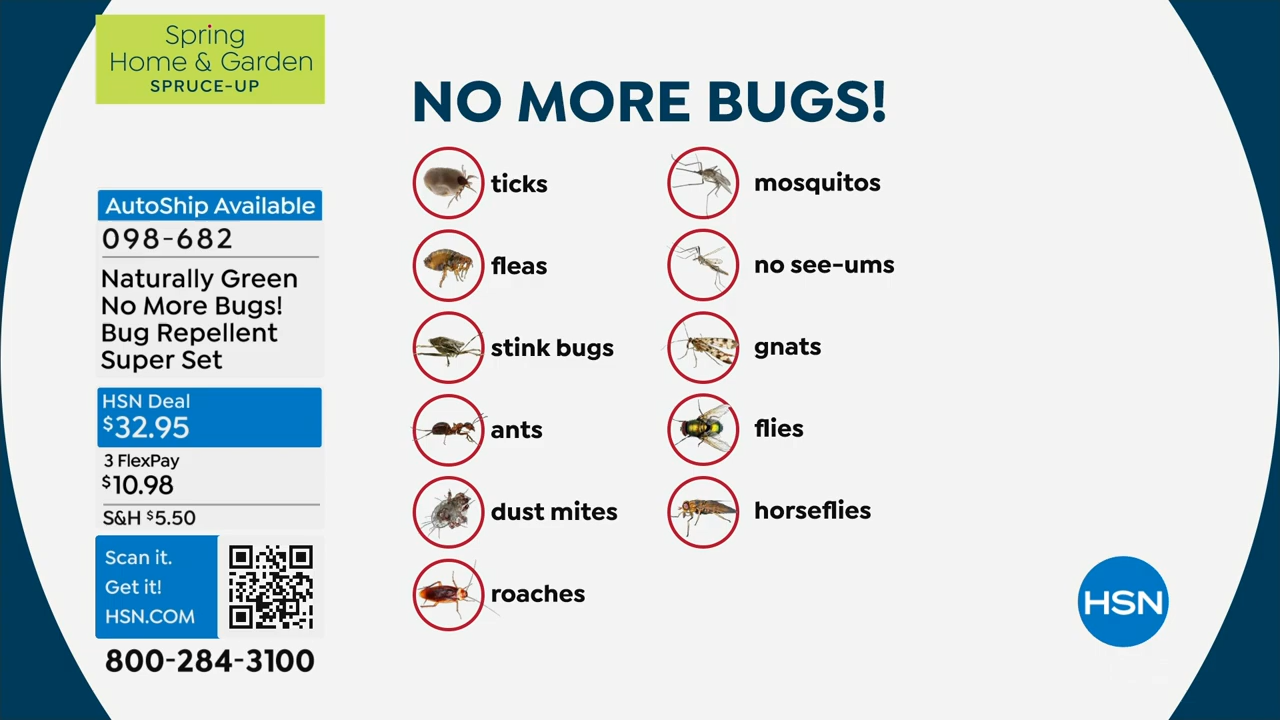 Spring
Home & Garden
SPRUCE-UP
AutoShip Available
098-682
Naturally Green
No More Bugs!
Bug Repellent
Super Set
HSN Deal
$32.95
3 FlexPay
$10.98
S&H $5.50
Scan it.
Get it!
HSN.COM
800-284-3100
NO MORE BUGS!
ticks
fleas
stink bugs
ants
dust mites
roaches
mosquitos
no see-ums
gnats
flies
horseflies
HSN